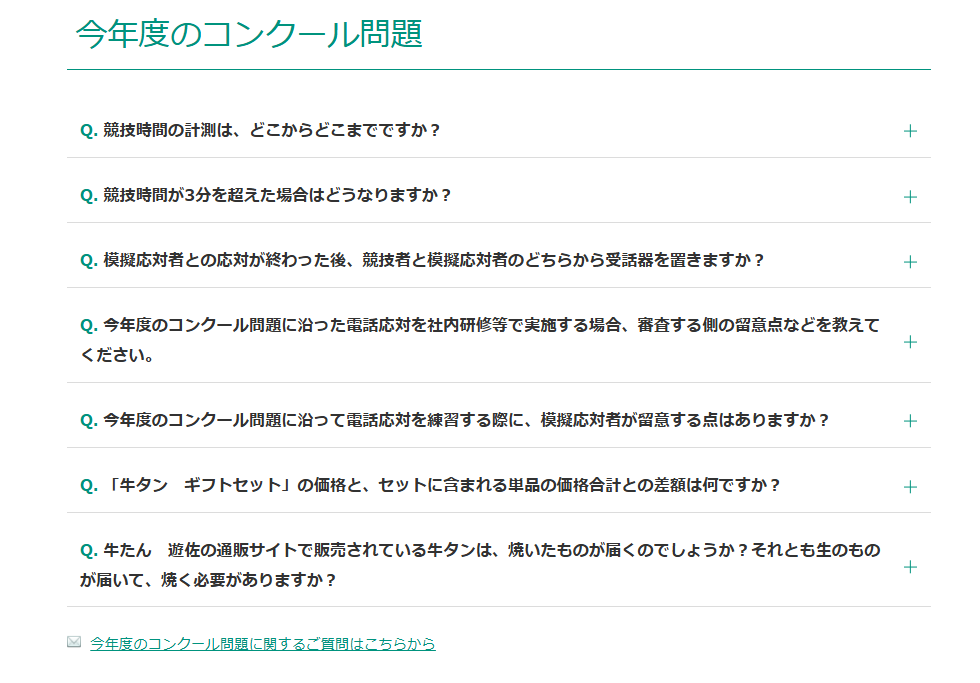 今年度のコンクール問題
Q. 競技時間の計測は、どこからどこまでですか？
Q. 競技時間が3分を超えた場合はどうなりますか？
Q. 模擬応対者との応対が終わった後、競技者と模擬応対者のどちらから受話器を置きますか？
Q. 今年度のコンクール問題に沿った電話応対を社内研修等で実施する場合、審査する側の留意点などを教えて
ください。
Q. 今年度のコンクール問題に沿って電話応対を練習する際に、模擬応対者が留意する点はありますか？
Q. 「牛タン　ギフトセット」の価格と、セットに含まれる単品の価格合計との差額は何ですか？
Q. 牛たん　遊佐の通販サイトで販売されている牛タンは、焼いたものが届くのでしょうか？それとも生のもの
が届いて、焼く必要がありますか？
今年度のコンクール問題に関するご質問はこちらから